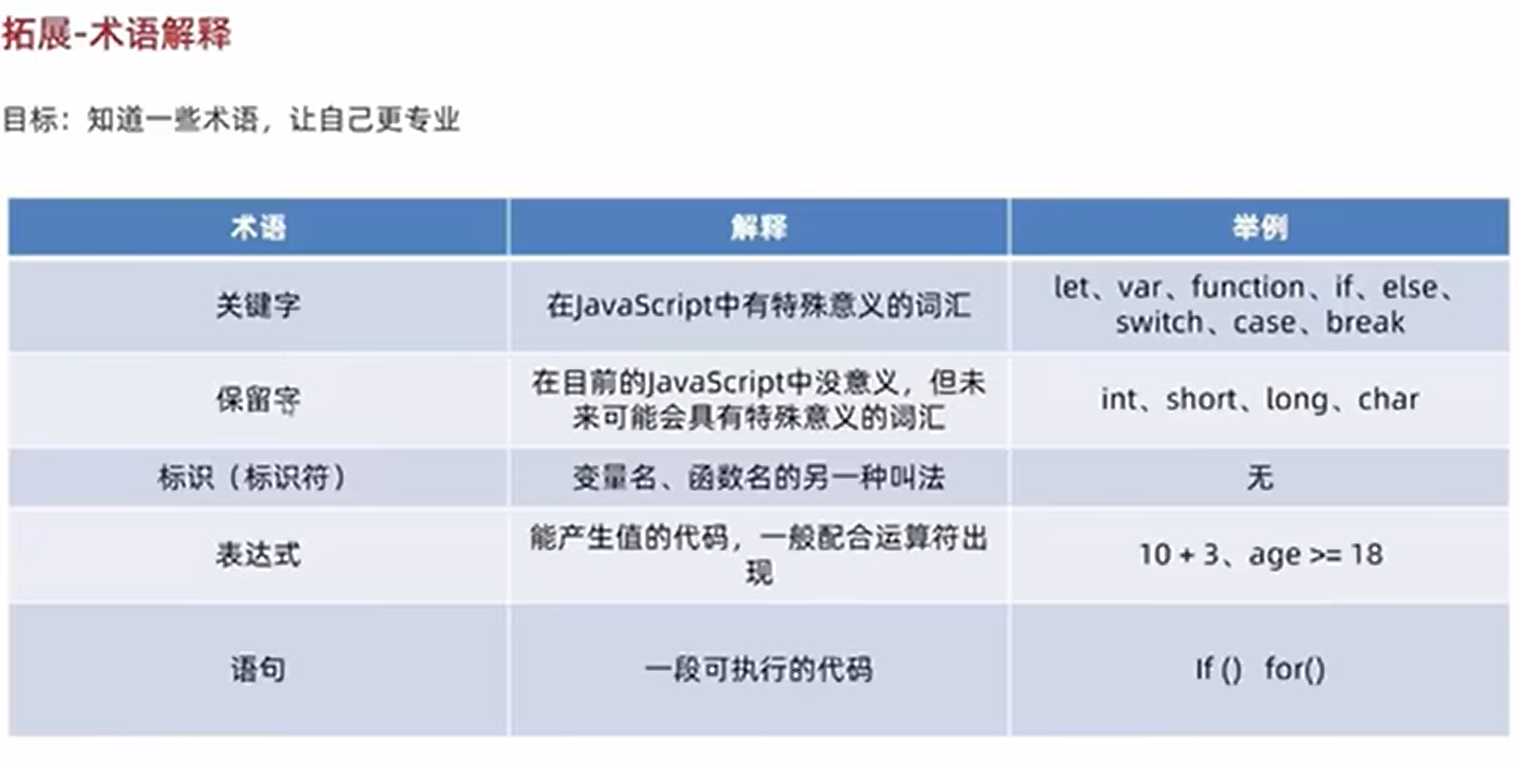 拓展-术语解释
目标：知道一些术语，让自己更专业
术语 解释 举例
关键字 在JavaScript中有特殊意义的词汇 let、var、function、if、else、
switch、case、break
保留字 在目前的JavaScript中没意义，但未
来可能会具有特殊意义的词汇 int、short、long、char
标识（标识符） 变量名、函数名的另一种叫法 无
表达式 能产生值的代码，一般配合运算符出
现 10 + 3、age >= 18
语句 一段可执行的代码 If () for()